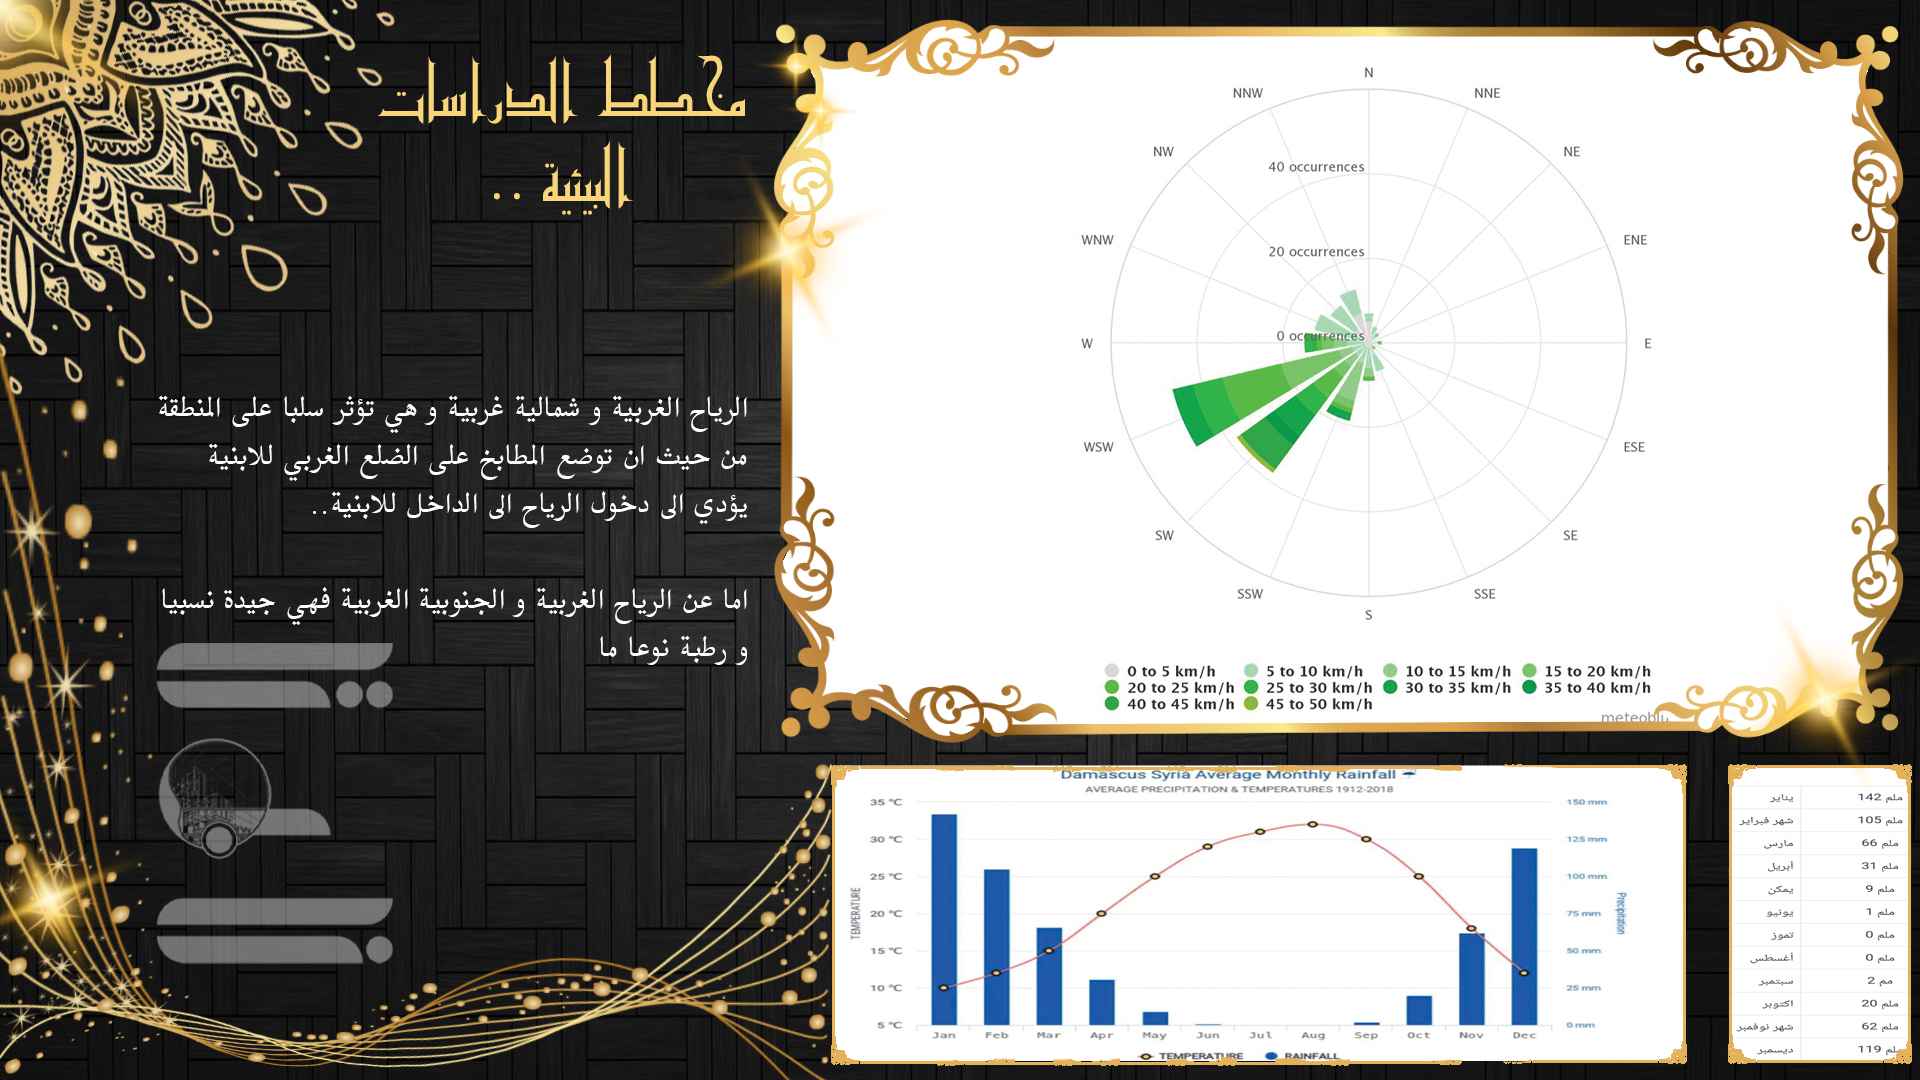 مخطط الدراسات
البيئية ..
الرياح الغربية و شمالية غربية و هي تؤثر سلبا على المنطقة
من حيث ان توضع المطابخ على الضلع الغربي للابنية
يؤدي الى دخول الرياح الى الداخل للابنية..
اما عن الرياح الغربية و الجنوبية الغربية فهي جيدة نسبيا
و رطبة نوعا ما
N
NNW NNE
NW NE
40 occurrences
WNW ENE
20 occurrences
0 occurrences
W E
WSW ESE
SW SE
SSW SSE
S
0 to 5 km/h 5 to 10 km/h 10 to 15 km/h 15 to 20 km/h
20 to 25 km/h 25 to 30 km/h 30 to 35 km/h 35 to 40 km/h
40 to 45 km/h 45 to 50 km/h
meteoblu
Damascus Syria Average Monthly Rainfall
AVERAGE PRECIPITATION & TEMPERATURES 1912-2018
35 °C 150 mm
30 °C 125 mm
25 °C 100 mm
20 °C 75 mm
15 °C 50 mm
10 °C 25 mm
5 °C 0 mm
TEMPERATURE
Precipitation
Jan Feb Mar Apr May Jun Jul Aug Sep Oct Nov Dec
TEMPERATURE RAINFALL
يناير 142 ملم
شهر فبراير 105 ملم
مارس 66 ملم
أبريل 31 ملم
يمكن 9 ملم
يونيو 1 ملم
تموز 0 ملم
أغسطس 0 ملم
سبتمبر 2 مم
اكتوبر 20 ملم
شهر نوفمبر 62 ملم
ديسمبر 119 ملم